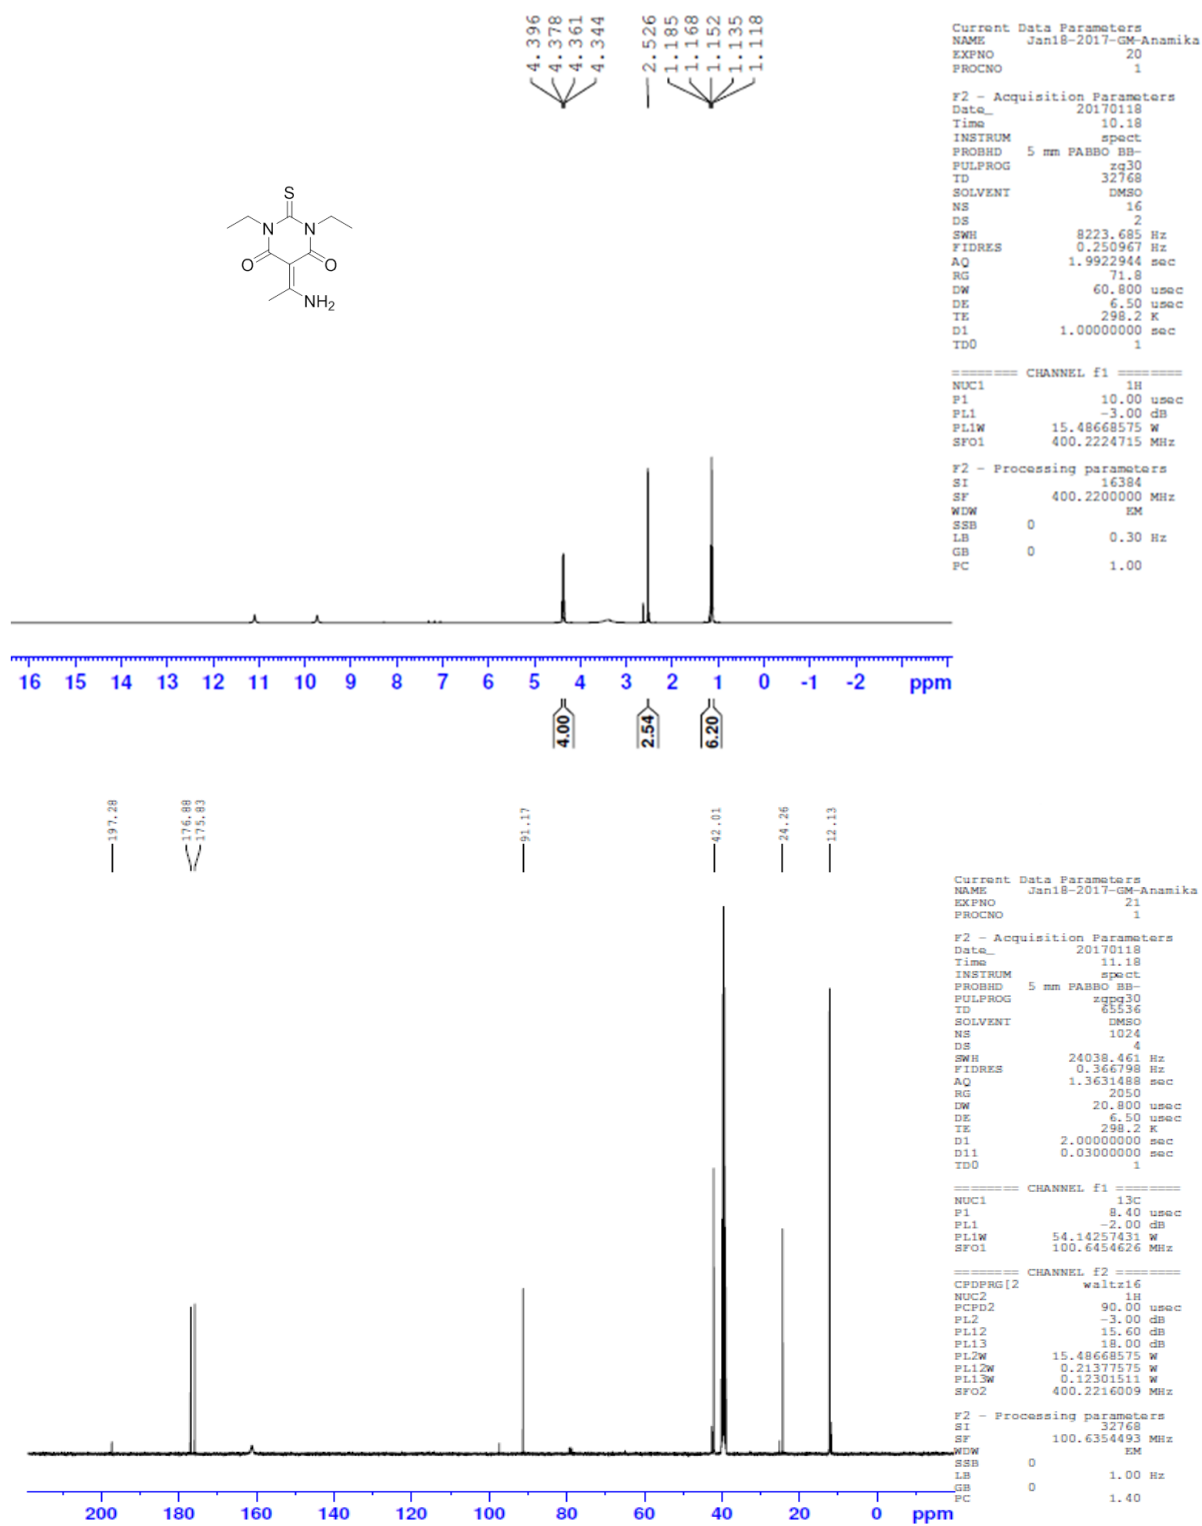 4.396
4.378
4.361
4.344
2.526
1.185
1.168
1.152
1.135
1.118
S
N N
O O
NH2
Current Data Parameters
NAME Jan18-2017-GM-Anamika
EXPNO 20
PROCNO 1
F2 - Acquisition Parameters
Date_ 20170118
Time 10.18
INSTRUM spect
PROBHD 5 mm PABBO BB-
PULPROG zg30
TD 32768
SOLVENT DMSO
NS 16
DS 2
SWH 8223.685 Hz
FIDRES 0.250967 Hz
AQ 1.9922944 sec
RG 71.8
DW 60.800 usec
DE 6.50 usec
TE 298.2 K
D1 1.00000000 sec
TD0 1
======== CHANNEL f1 ========
NUC1 1H
P1 10.00 usec
PL1 -3.00 dB
PL1W 15.48668575 W
SFO1 400.2224715 MHz
F2 - Processing parameters
SI 16384
SF 400.2200000 MHz
WDW EM
SSB 0
LB 0.30 Hz
GB 0
PC 1.00
16 15 14 13 12 11 10 9 8 7 6 5 4 3 2 1 0 -1 -2 ppm
4.00
2.54
6.20
197.28
176.88
175.83
91.17
42.01
24.26
12.13
Current Data Parameters
NAME Jan18-2017-GM-Anamika
EXPNO 21
PROCNO 1
F2 - Acquisition Parameters
Date_ 20170118
Time 11.18
INSTRUM spect
PROBHD 5 mm PABBO BB-
PULPROG zgpg30
TD 65536
SOLVENT DMSO
NS 1024
DS 4
SWH 24038.461 Hz
FIDRES 0.366798 Hz
AQ 1.3631488 sec
RG 2050
DW 20.800 usec
DE 6.50 usec
TE 298.2 K
D1 2.00000000 sec
D11 0.03000000 sec
TD0 1
======== CHANNEL f1 ========
NUC1 13C
P1 8.40 usec
PL1 -2.00 dB
PL1W 54.14257431 W
SFO1 100.6454626 MHz
======== CHANNEL f2 ========
CPDPRG[2 waltz16
NUC2 1H
PCPD2 90.00 usec
PL2 -3.00 dB
PL12 15.60 dB
PL13 18.00 dB
PL2W 15.48668575 W
PL12W 0.21377575 W
PL13W 0.12301511 W
SFO2 400.2216009 MHz
F2 - Processing parameters
SI 32768
SF 100.6354493 MHz
WDW EM
SSB 0
LB 1.00 Hz
GB 0
PC 1.40
200 180 160 140 120 100 80 60 40 20 0 ppm